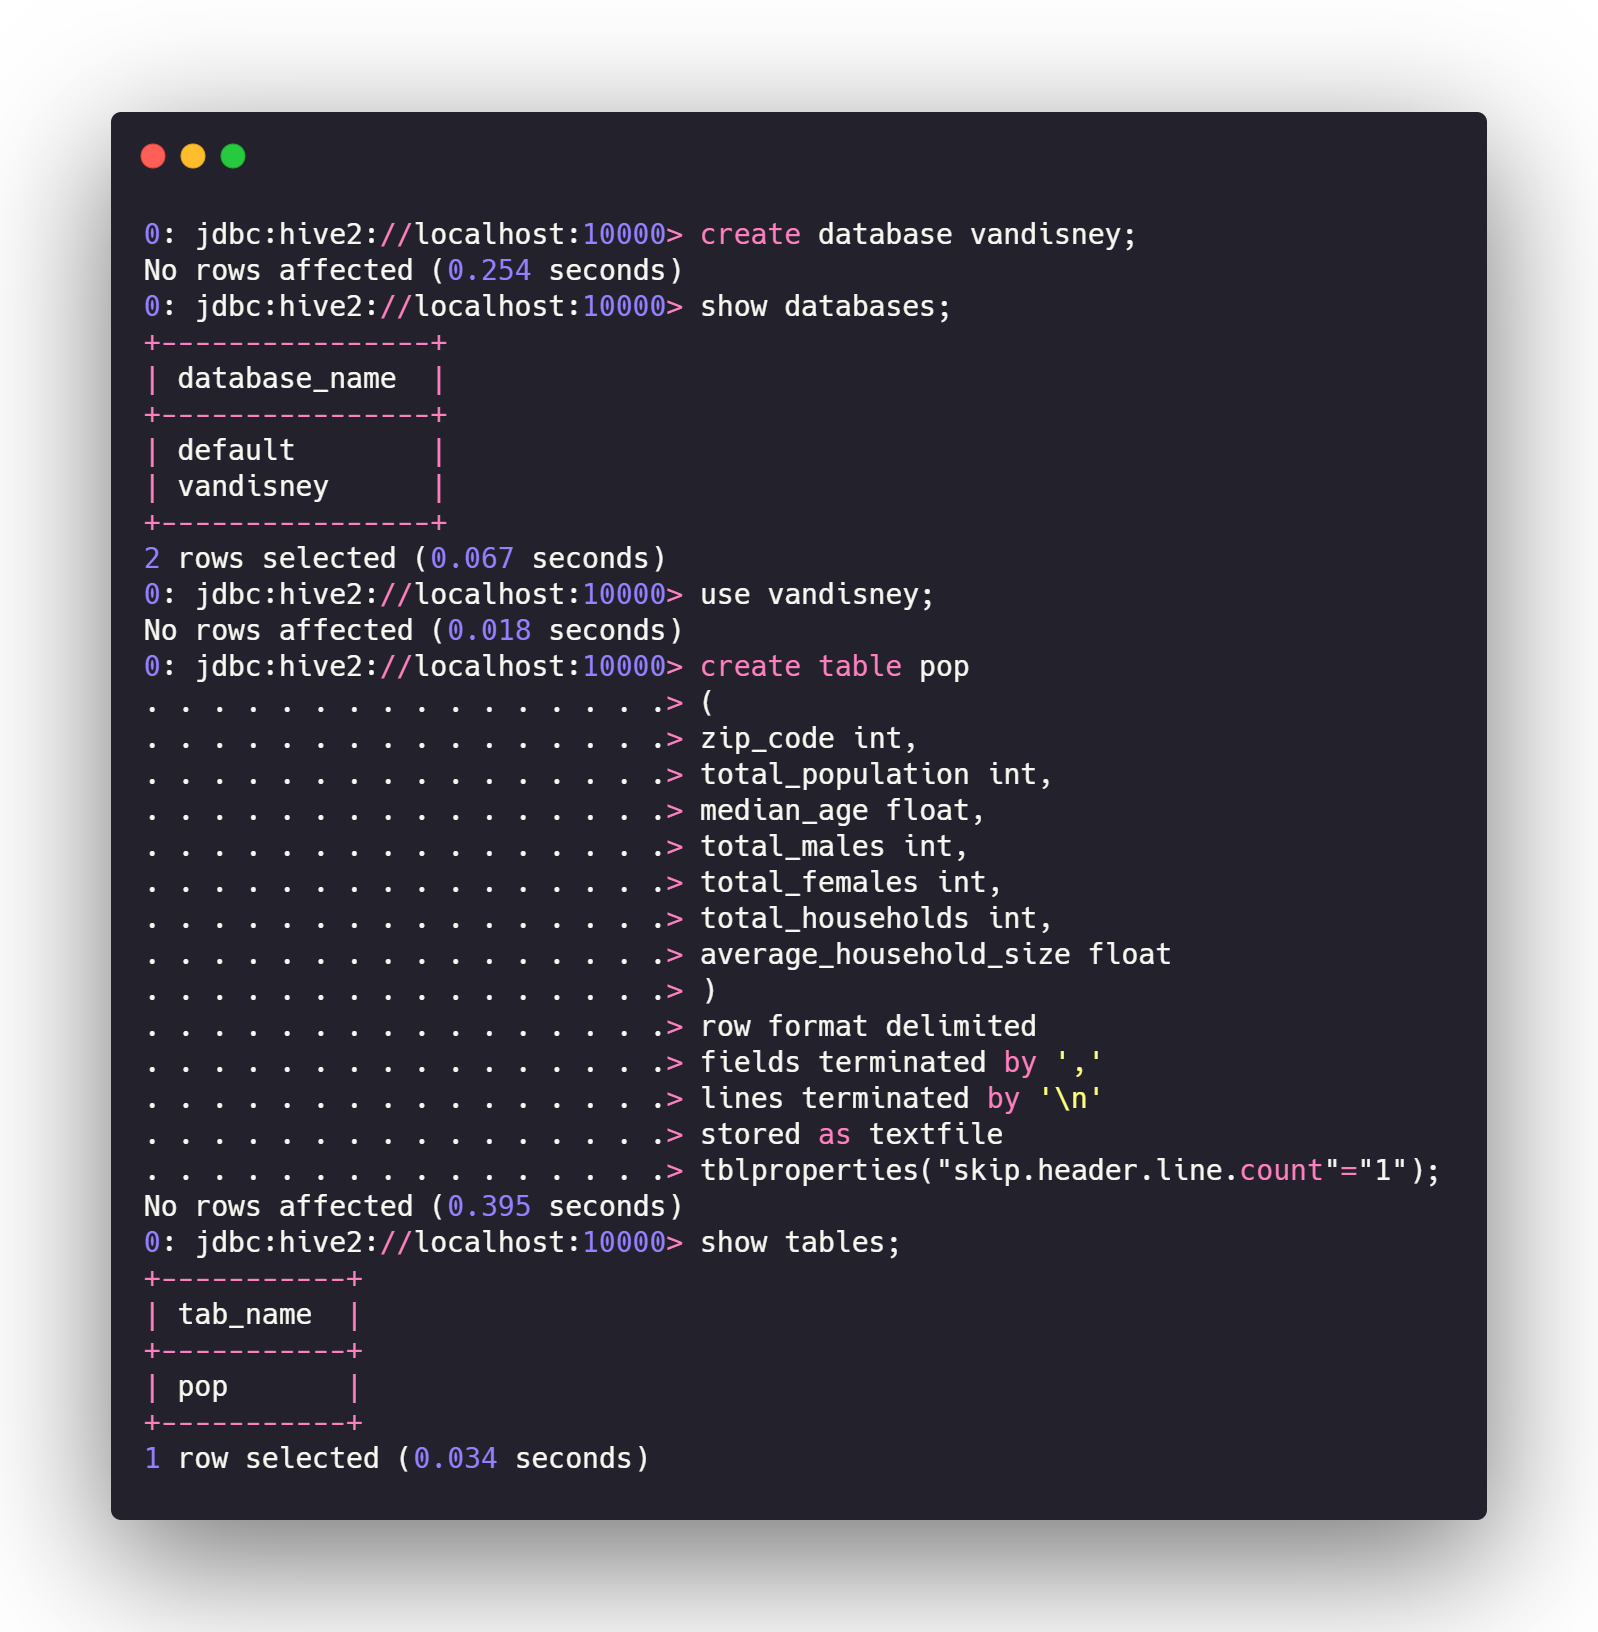 0: jdbc:hive2://localhost:10000> create database vandisney;
No rows affected (0.254 seconds)
0: jdbc:hive2://localhost:10000> show databases;
+----------------+
| database_name  |
+----------------+
| default        |
| vandisney      |
+----------------+
2 rows selected (0.067 seconds)
0: jdbc:hive2://localhost:10000> use vandisney;
No rows affected (0.018 seconds)
0: jdbc:hive2://localhost:10000> create table pop
. . . . . . . . . . . . . . . .> (
. . . . . . . . . . . . . . . .> zip_code int,
. . . . . . . . . . . . . . . .> total_population int,
. . . . . . . . . . . . . . . .> median_age float,
. . . . . . . . . . . . . . . .> total_males int,
. . . . . . . . . . . . . . . .> total_females int,
. . . . . . . . . . . . . . . .> total_households int,
. . . . . . . . . . . . . . . .> average_household_size float
. . . . . . . . . . . . . . . .> )
. . . . . . . . . . . . . . . .> row format delimited
. . . . . . . . . . . . . . . .> fields terminated by ','
. . . . . . . . . . . . . . . .> lines terminated by '\n'
. . . . . . . . . . . . . . . .> stored as textfile
. . . . . . . . . . . . . . . .> tblproperties("skip.header.line.count"="1");
No rows affected (0.395 seconds)
0: jdbc:hive2://localhost:10000> show tables;
+-----------+
| tab_name  |
+-----------+
| pop       |
+-----------+
1 row selected (0.034 seconds)